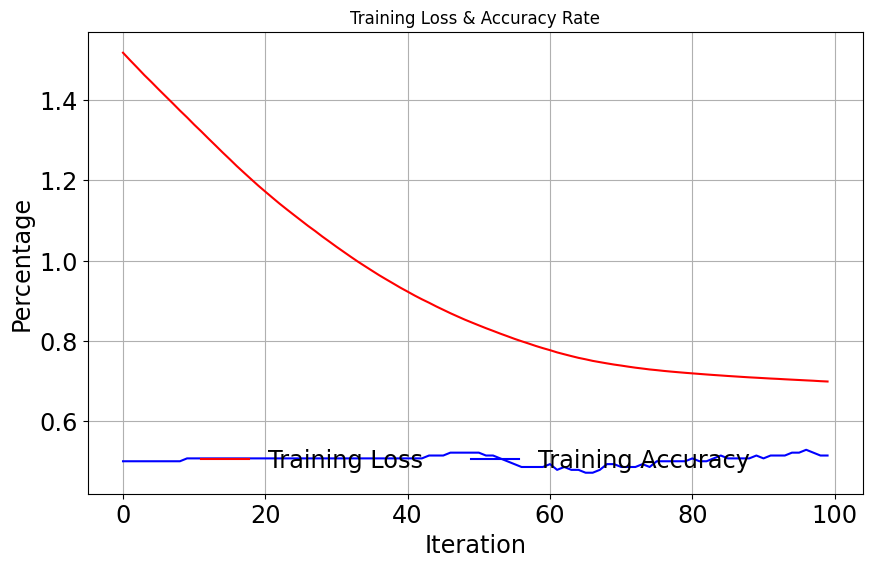 Training Loss & Accuracy Rate
Percentage
1.4
1.2
1.0
0.8
0.6
Training Loss Training Accuracy
0 20 40 60 80 100
Iteration